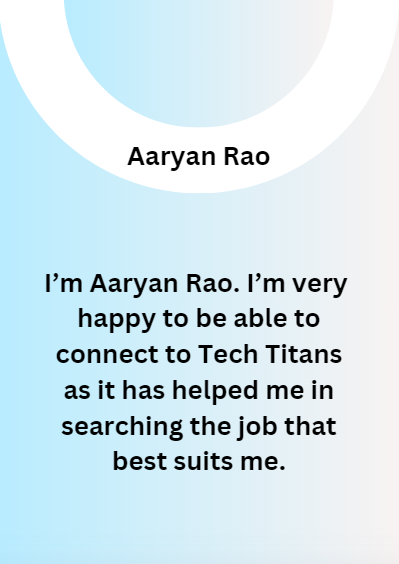 Aaryan Rao
I’m Aaryan Rao. I’m very
happy to be able to
connect to Tech Titans
as it has helped me in
searching the job that
best suits me.